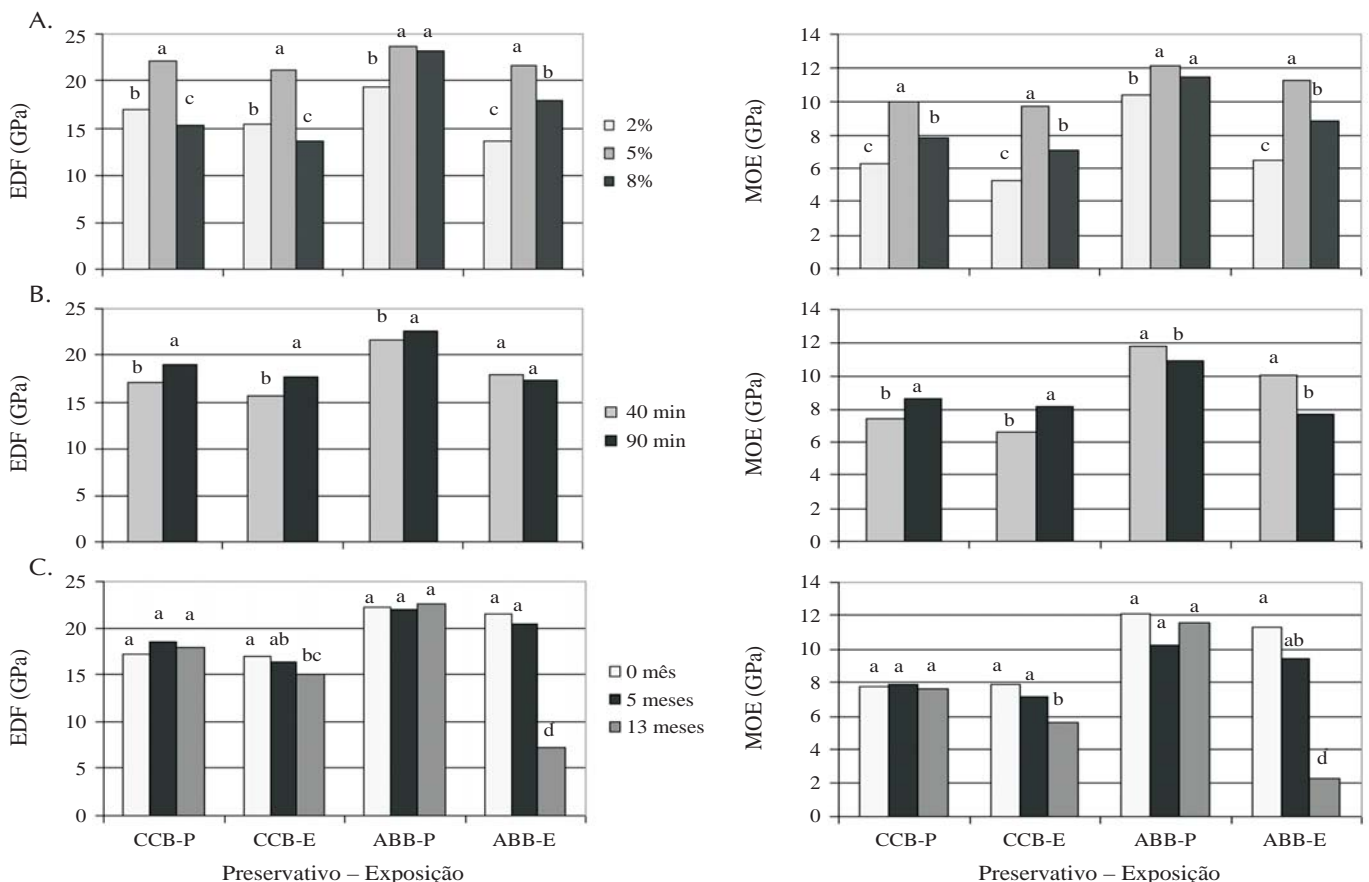 A.
EDF (GPa)
25
20
15
10
5
0
b a c b a c b a a c a b
2%
5%
8%
MOE (GPa)
14
12
10
8
6
4
2
0
c a b c a b b a a c a b
B.
EDF (GPa)
25
20
15
10
5
0
b a b a b a a a
40 min
90 min
MOE (GPa)
14
12
10
8
6
4
2
0
b a b a a b a b
C.
EDF (GPa)
25
20
15
10
5
0
a a a a ab bc a a a a a d
0 mês
5 meses
13 meses
CCB-P CCB-E ABB-P ABB-E
Preservativo – Exposição
MOE (GPa)
14
12
10
8
6
4
2
0
a a a a a b a a a a ab d
CCB-P CCB-E ABB-P ABB-E
Preservativo – Exposição